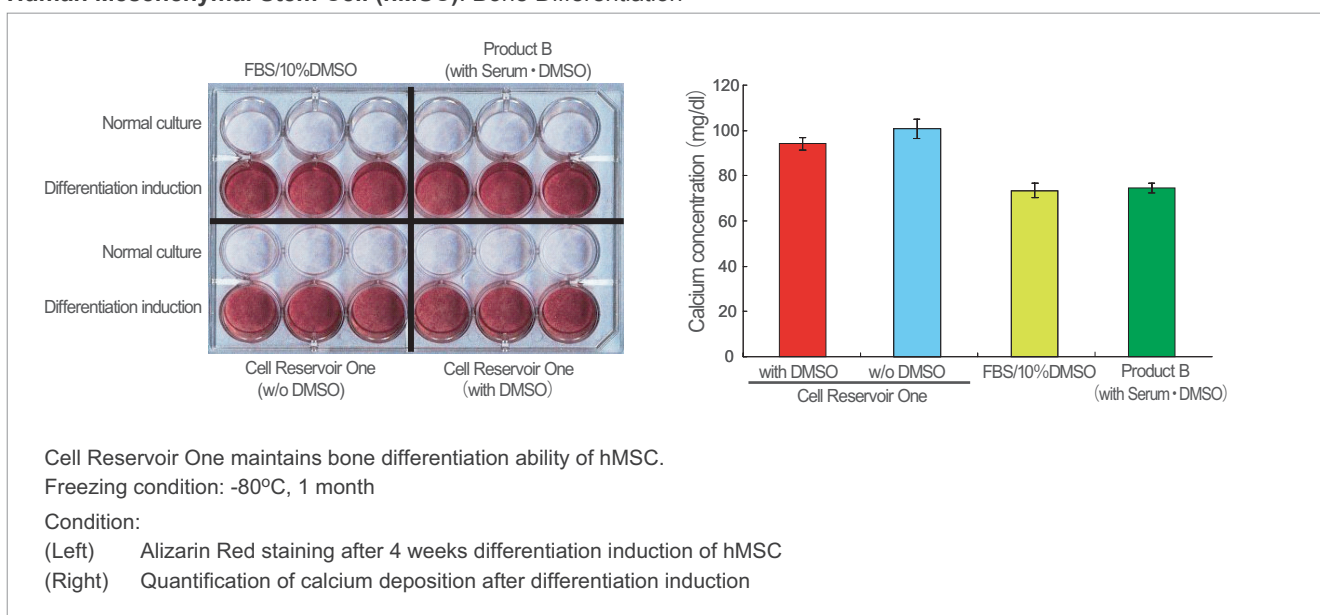 Human Mesenchymal Stem Cell (hMSC): Bone Differentiation
FBS/10%DMSO
Product B
(with Serum・DMSO)
Normal culture
Differentiation induction
Normal culture
Differentiation induction
Cell Reservoir One
(w/o DMSO)
Cell Reservoir One
(with DMSO)
Calcium concentration (mg/dl)
120
100
80
60
40
20
0
with DMSO
w/o DMSO
FBS/10%DMSO
Product B
(with Serum・DMSO)
Cell Reservoir One
Cell Reservoir One maintains bone differentiation ability of hMSC.
Freezing condition: -80ºC, 1 month
Condition:
(Left) Alizarin Red staining after 4 weeks differentiation induction of hMSC
(Right) Quantification of calcium deposition after differentiation induction